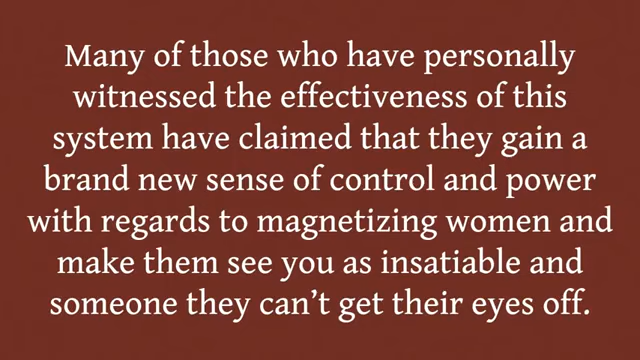 Many of those who have personally
witnessed the effectiveness of this
system have claimed that they gain a
brand new sense of control and power
with regards to magnetizing women and
make them see you as insatiable and
someone they can’t get their eyes off.